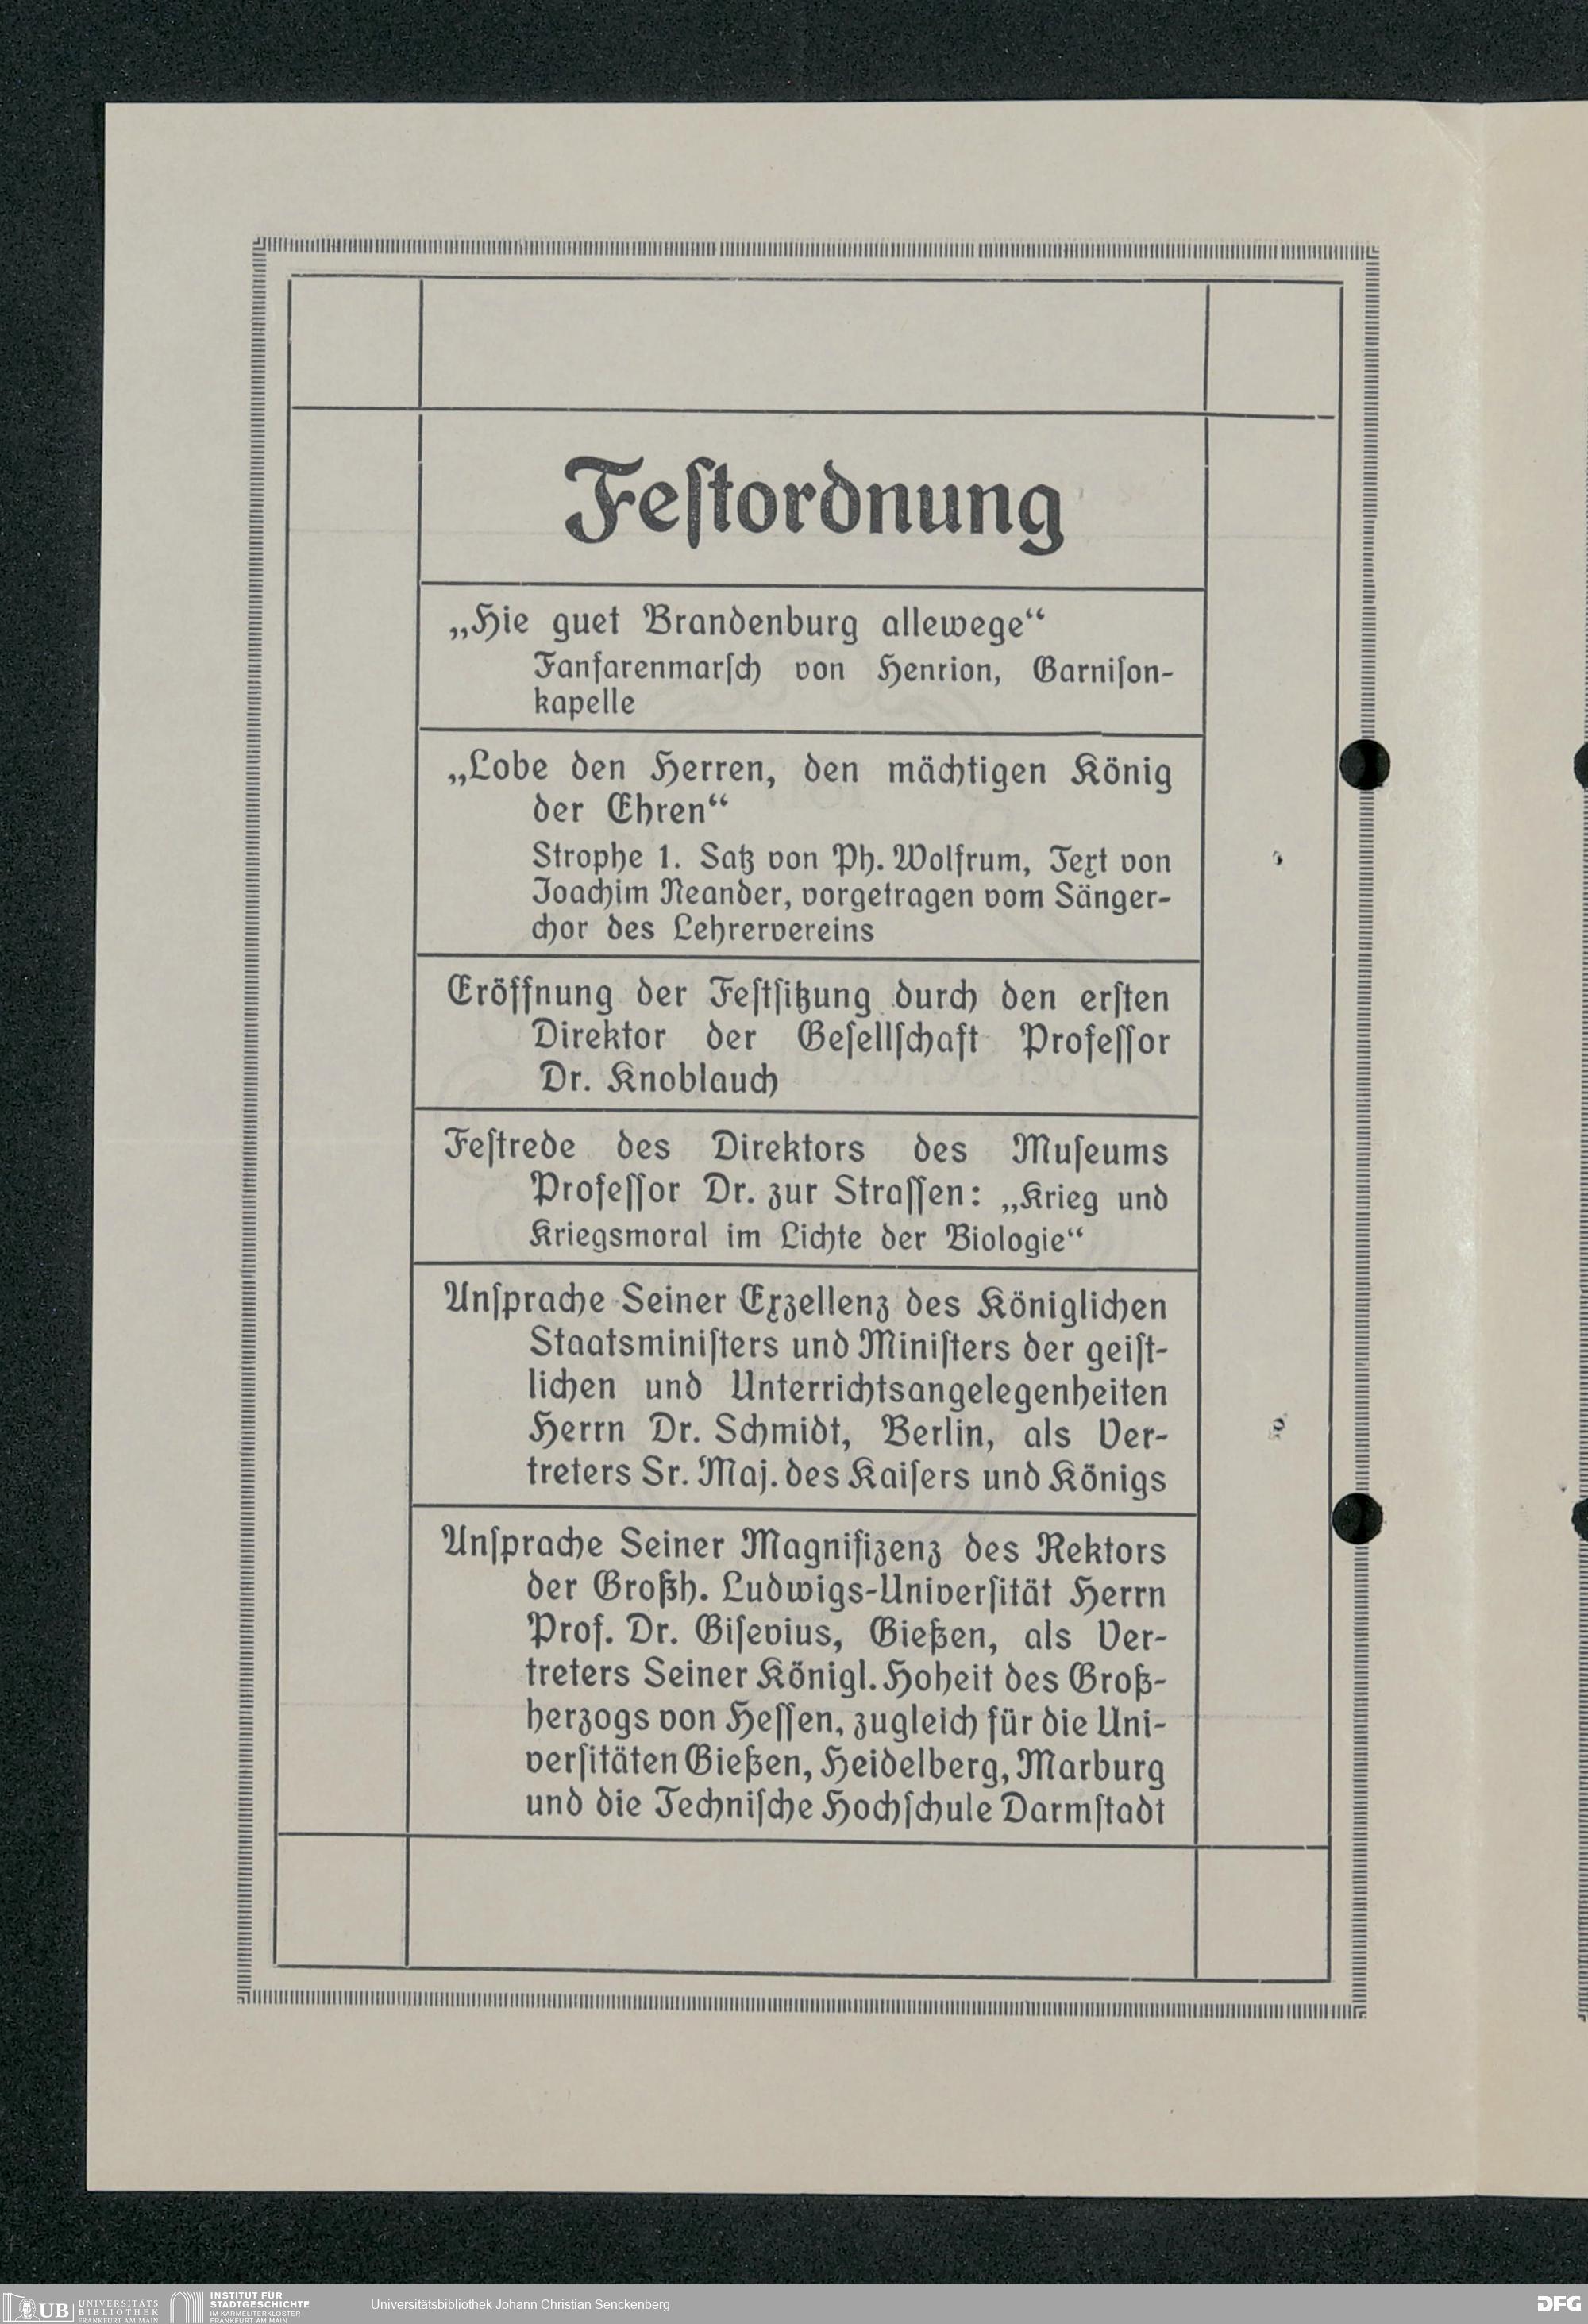 Feſtordnung
„Hie guet Brandenburg allewege“
Fanfarenmarſch von Henrion, Garniſon-
kapelle
„Lobe den Herren, den mächtigen König
der Ehren“
Strophe 1. Satz von Ph. Wolfrum, Text von
Joachim Neander, vorgetragen vom Sänger-
chor des Lehrervereins
Eröffnung der Feſtſitzung durch den erſten
Direktor der Geſellſchaft Profeſſor
Dr. Knoblauch
Feſtrede des Direktors des Muſeums
Profeſſor Dr. zur Straſſen: „Krieg und
Kriegsmoral im Lichte der Biologie“
Anſprache Seiner Exzellenz des Königlichen
Staatsminiſters und Miniſters der geiſt-
lichen und Unterrichtsangelegenheiten
Herrn Dr. Schmidt, Berlin, als Ver-
treters Sr. Maj. des Kaiſers und Königs
Anſprache Seiner Magnifizenz des Rektors
der Großh. Ludwigs-Univerſität Herrn
Prof. Dr. Giſevius, Gießen, als Ver-
treters Seiner Königl. Hoheit des Groß-
herzogs von Heſſen, zugleich für die Uni-
verſitäten Gießen, Heidelberg, Marburg
und die Techniſche Hochſchule Darmſtadt
UB UNIVERSITÄTS
BIBLIOTHEK
FRANKFURT AM MAIN
INSTITUT FÜR
STADTGESCHICHTE
IM KARMELITERKLOSTER
FRANKFURT AM MAIN
Universitätsbibliothek Johann Christian Senckenberg
DFG